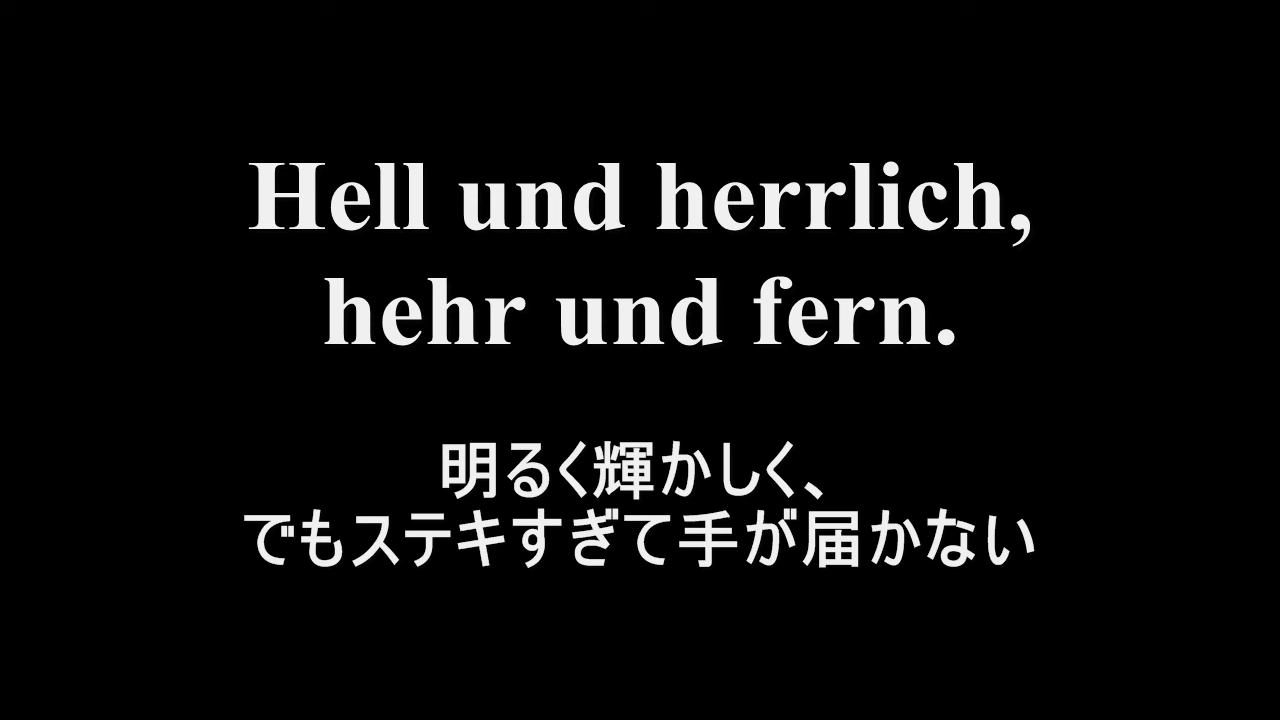 Hell und herrlich,
hehr und fern.
明るく輝かしく、
でもステキすぎて手が届かない